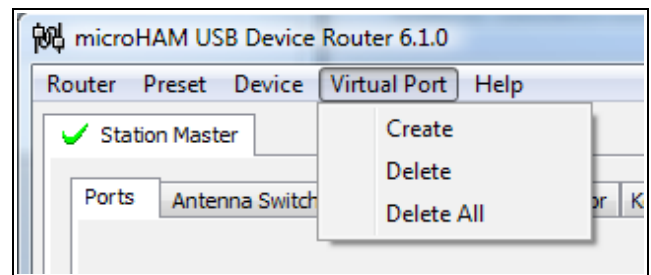 microHAM USB Device Router 6.1.0
Router Preset Device Virtual Port Help
Station Master
Create
Delete
Delete All
Ports Antenna Switch